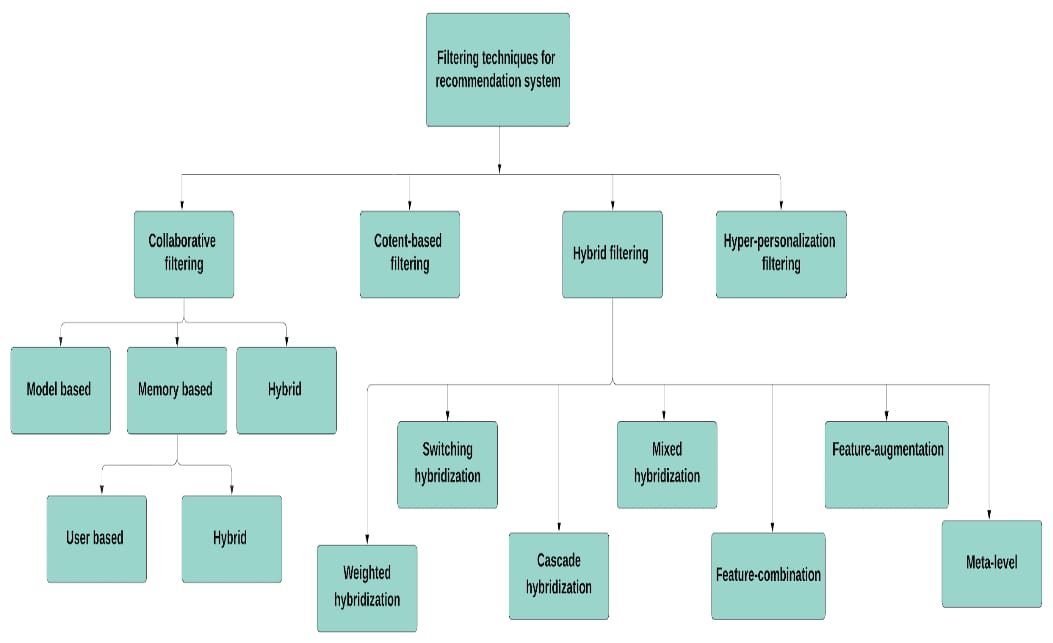 Filtering techniques for
recommendation system
Collaborative
filtering
Cotent-based
filtering
Hybrid filtering
Hyper-personalization
filtering
Model based
Memory based
Hybrid
Switching
hybridization
Mixed
hybridization
Feature-augmentation
User based
Hybrid
Weighted
hybridization
Cascade
hybridization
Feature-combination
Meta-level